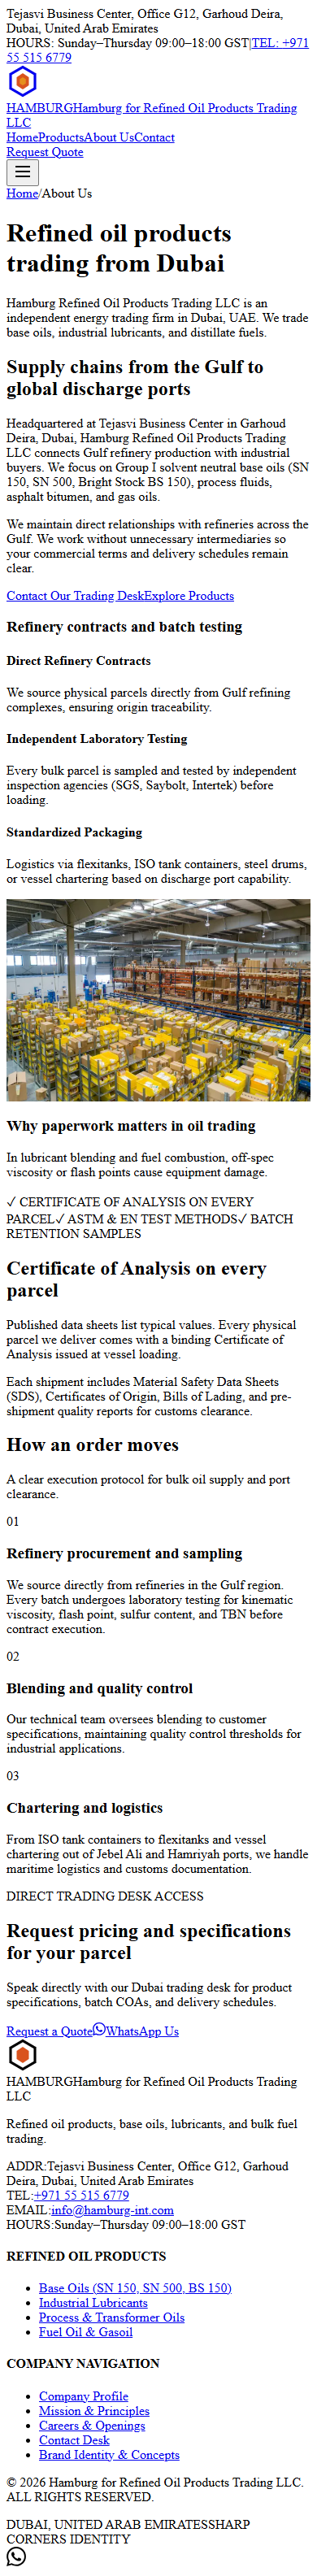 Tejasvi Business Center, Office G12, Garhoud Deira,
Dubai, United Arab Emirates
HOURS: Sunday–Thursday 09:00–18:00 GST|TEL: +971
55 515 6779
HAMBURGHamburg for Refined Oil Products Trading
LLC
HomeProductsAbout UsContact
Request Quote
Home/About Us
Refined oil products
trading from Dubai
Hamburg Refined Oil Products Trading LLC is an
independent energy trading firm in Dubai, UAE. We trade
base oils, industrial lubricants, and distillate fuels.
Supply chains from the Gulf to
global discharge ports
Headquartered at Tejasvi Business Center in Garhoud
Deira, Dubai, Hamburg Refined Oil Products Trading
LLC connects Gulf refinery production with industrial
buyers. We focus on Group I solvent neutral base oils (SN
150, SN 500, Bright Stock BS 150), process fluids,
asphalt bitumen, and gas oils.
We maintain direct relationships with refineries across the
Gulf. We work without unnecessary intermediaries so
your commercial terms and delivery schedules remain
clear.
Contact Our Trading DeskExplore Products
Refinery contracts and batch testing
Direct Refinery Contracts
We source physical parcels directly from Gulf refining
complexes, ensuring origin traceability.
Independent Laboratory Testing
Every bulk parcel is sampled and tested by independent
inspection agencies (SGS, Saybolt, Intertek) before
loading.
Standardized Packaging
Logistics via flexitanks, ISO tank containers, steel drums,
or vessel chartering based on discharge port capability.
Why paperwork matters in oil trading
In lubricant blending and fuel combustion, off-spec
viscosity or flash points cause equipment damage.
✓ CERTIFICATE OF ANALYSIS ON EVERY
PARCEL✓ ASTM & EN TEST METHODS✓ BATCH
RETENTION SAMPLES
Certificate of Analysis on every
parcel
Published data sheets list typical values. Every physical
parcel we deliver comes with a binding Certificate of
Analysis issued at vessel loading.
Each shipment includes Material Safety Data Sheets
(SDS), Certificates of Origin, Bills of Lading, and pre-
shipment quality reports for customs clearance.
How an order moves
A clear execution protocol for bulk oil supply and port
clearance.
01
Refinery procurement and sampling
We source directly from refineries in the Gulf region.
Every batch undergoes laboratory testing for kinematic
viscosity, flash point, sulfur content, and TBN before
contract execution.
02
Blending and quality control
Our technical team oversees blending to customer
specifications, maintaining quality control thresholds for
industrial applications.
03
Chartering and logistics
From ISO tank containers to flexitanks and vessel
chartering out of Jebel Ali and Hamriyah ports, we handle
maritime logistics and customs documentation.
DIRECT TRADING DESK ACCESS
Request pricing and specifications
for your parcel
Speak directly with our Dubai trading desk for product
specifications, batch COAs, and delivery schedules.
Request a QuoteWhatsApp Us
HAMBURGHamburg for Refined Oil Products Trading
LLC
Refined oil products, base oils, lubricants, and bulk fuel
trading.
ADDR:Tejasvi Business Center, Office G12, Garhoud
Deira, Dubai, United Arab Emirates
TEL:+971 55 515 6779
EMAIL:info@hamburg-int.com
HOURS:Sunday–Thursday 09:00–18:00 GST
REFINED OIL PRODUCTS
Base Oils (SN 150, SN 500, BS 150)
Industrial Lubricants
Process & Transformer Oils
Fuel Oil & Gasoil
COMPANY NAVIGATION
Company Profile
Mission & Principles
Careers & Openings
Contact Desk
Brand Identity & Concepts
© 2026 Hamburg for Refined Oil Products Trading LLC.
ALL RIGHTS RESERVED.
DUBAI, UNITED ARAB EMIRATESSHARP
CORNERS IDENTITY